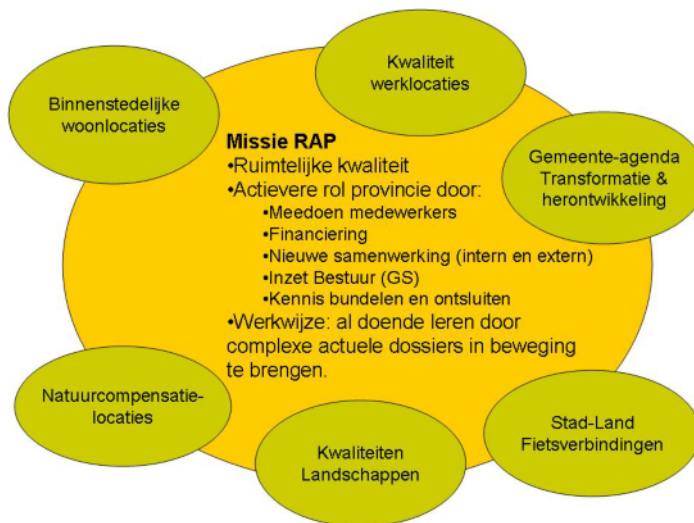 Kwaliteit
werklocaties
Binnenstedelijke
woonlocaties
Gemeente-agenda
Transformatie &
herontwikkeling
Missie RAP
•Ruimtelijke kwaliteit
•Actievere rol provincie door:
•Meedoen medewerkers
•Financiering
•Nieuwe samenwerking (intern en extern)
•Inzet Bestuur (GS)
•Kennis bundelen en ontsluiten
•Werkwijze: al doende leren door
complexe actuele dossiers in beweging
te brengen.
Natuurcompensatie-
locaties
Kwaliteiten
Landschappen
Stad-Land
Fietsverbindingen